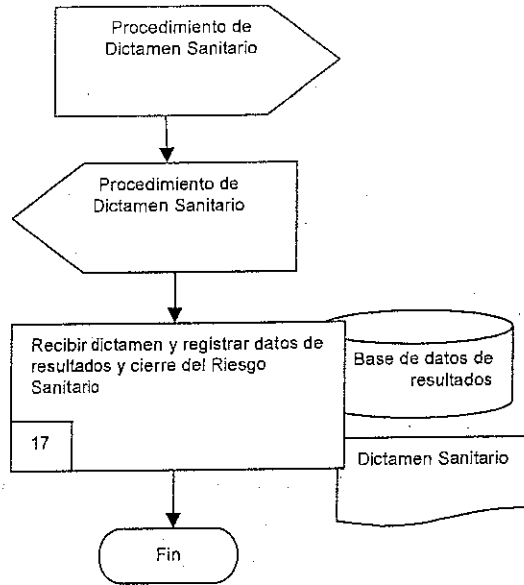 Procedimiento de
Dictamen Sanitario
Procedimiento de
Dictamen Sanitario
Recibir dictamen y registrar datos de
resultados y cierre del Riesgo
Sanitario
17
Base de datos de
resultados
Dictamen Sanitario
Fin